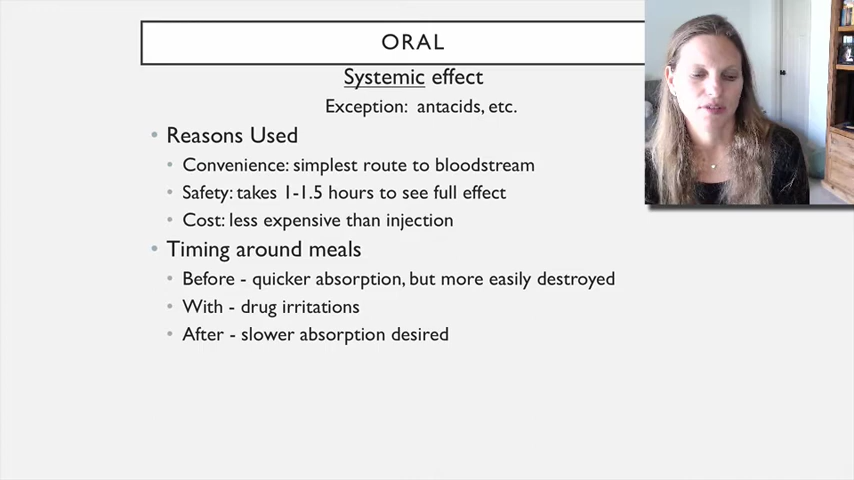 ORAL
Systemic effect
Exception: antacids, etc.
• Reasons Used
• Convenience: simplest route to bloodstream
• Safety: takes 1-1.5 hours to see full effect
• Cost: less expensive than injection
• Timing around meals
• Before - quicker absorption, but more easily destroyed
• With - drug irritations
• After - slower absorption desired